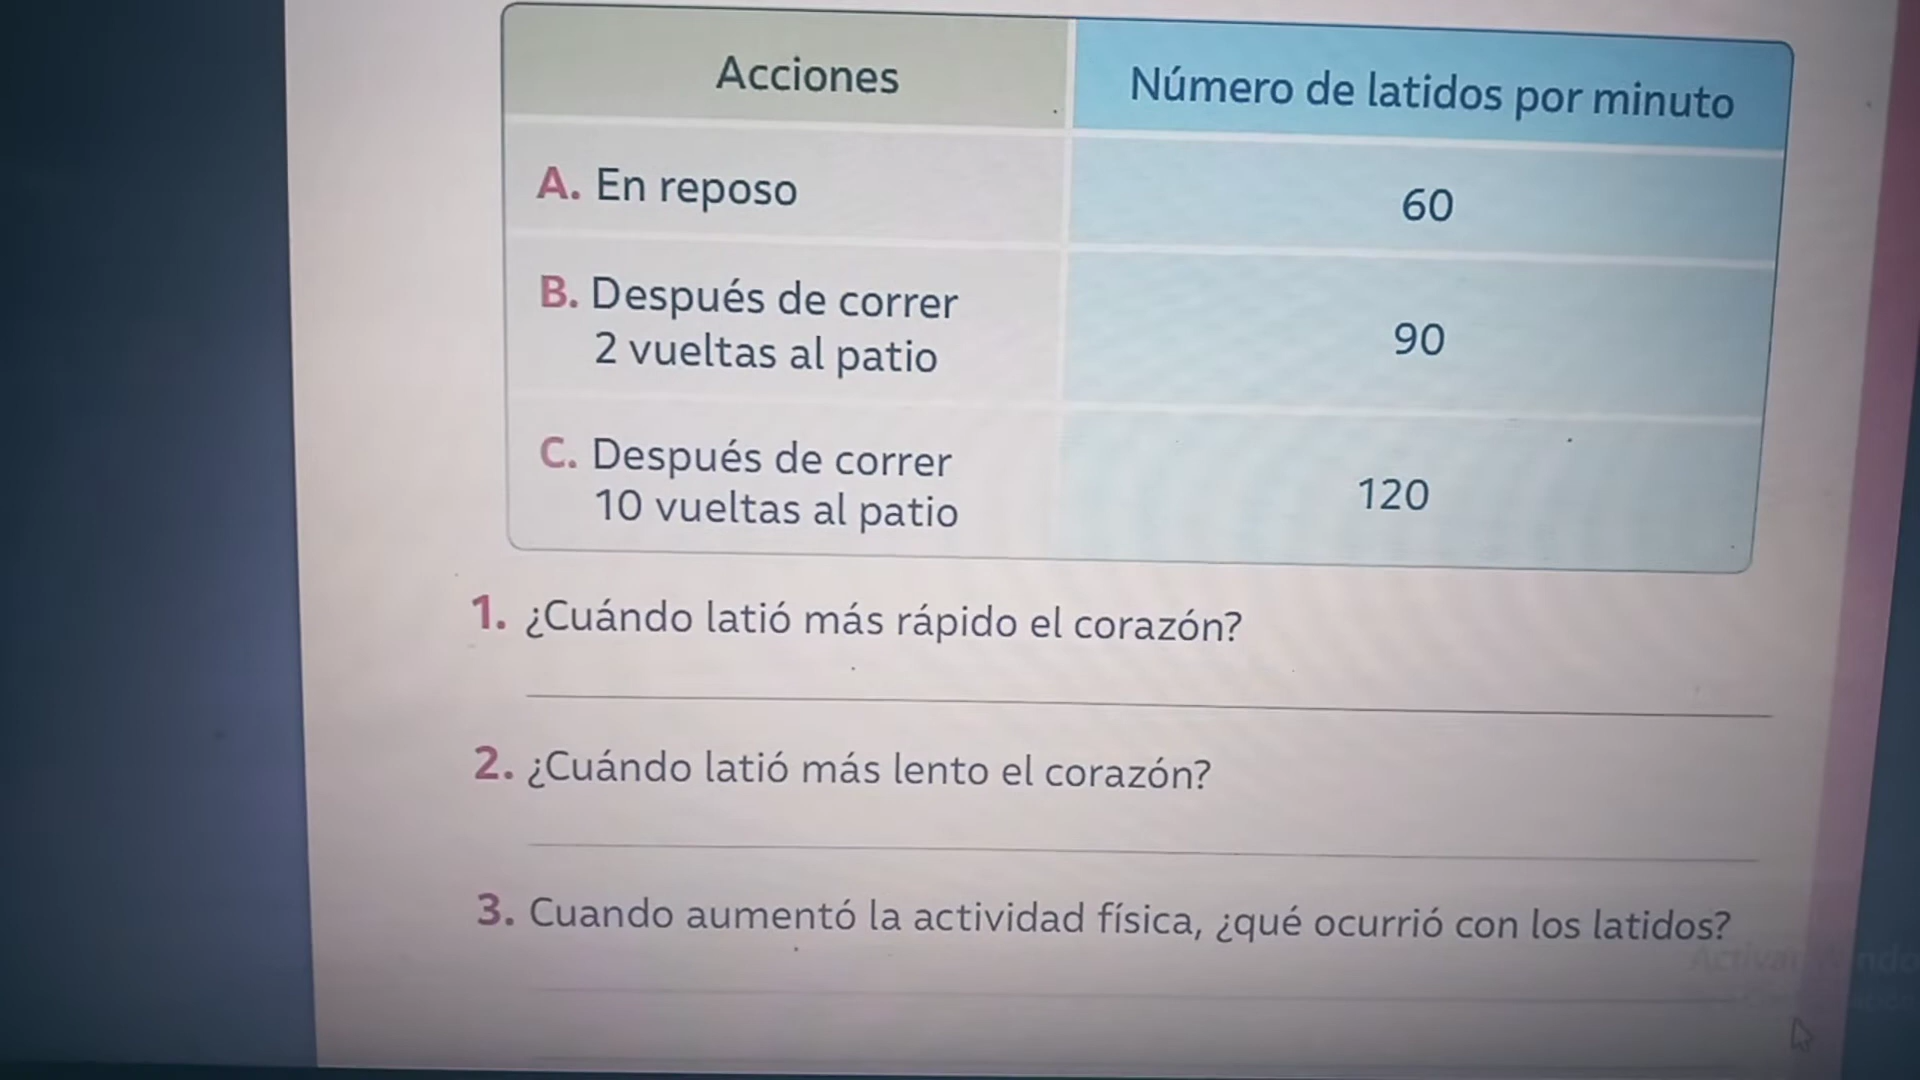 Acciones
Número de latidos por minuto
A. En reposo
60
B. Después de correr
2 vueltas al patio
90
C. Después de correr
10 vueltas al patio
120
1. ¿Cuándo latió más rápido el corazón?
2. ¿Cuándo latió más lento el corazón?
3. Cuando aumentó la actividad física, ¿qué ocurrió con los latidos?